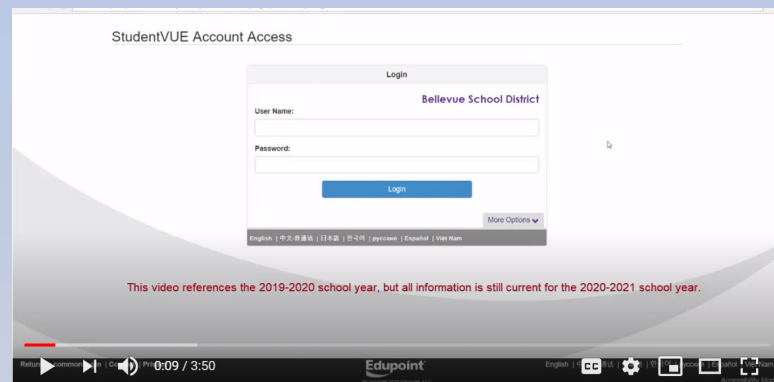 StudentVUE Account Access
Login
Bellevue School District
User Name:
Password:
Login
More Options
English | 中文-普通话 | 日本語 | 한국어 | русский | Español | Việt Nam
This video references the 2019-2020 school year, but all information is still current for the 2020-2021 school year.
0:09 / 3:50
Edupoint
English
CC